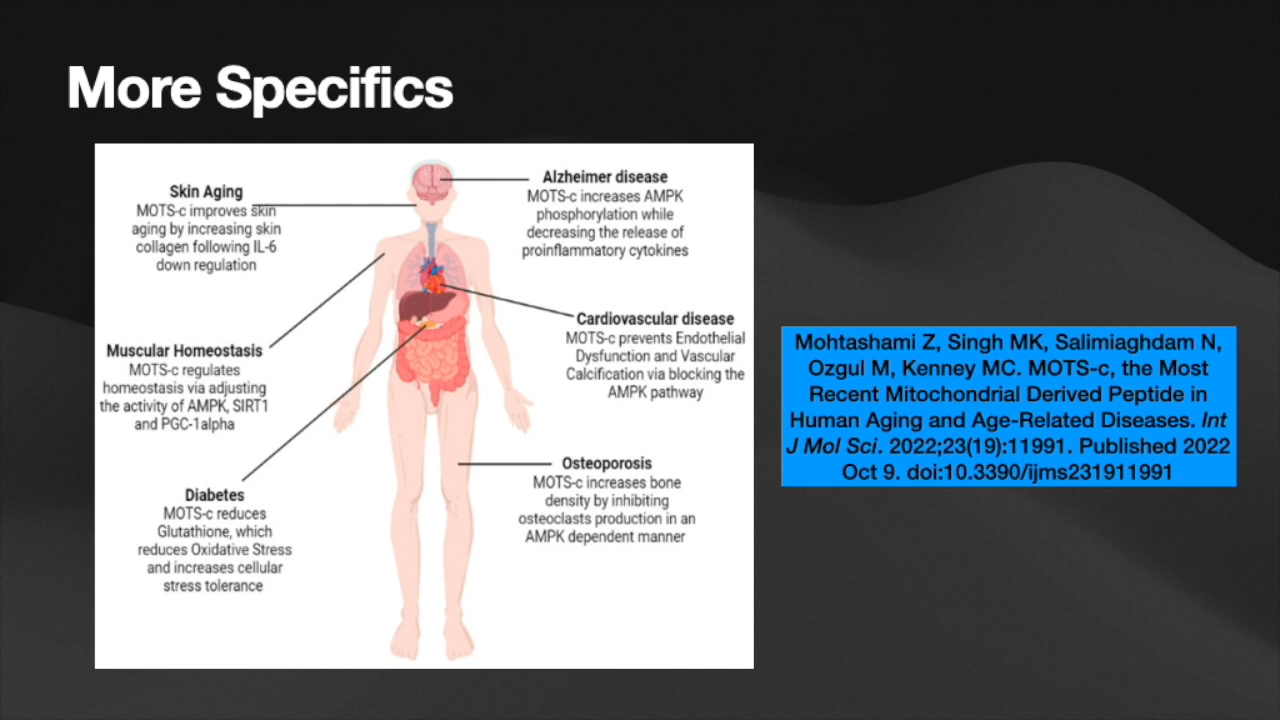 More Specifics
Skin Aging
MOTS-c improves skin
aging by increasing skin
collagen following IL-6
down regulation
Alzheimer disease
MOTS-c increases AMPK
phosphorylation while
decreasing the release of
proinflammatory cytokines
Cardiovascular disease
MOTS-c prevents Endothelial
Dysfunction and Vascular
Calcification via blocking the
AMPK pathway
Muscular Homeostasis
MOTS-c regulates
homeostasis via adjusting
the activity of AMPK, SIRT1
and PGC-1alpha
Osteoporosis
MOTS-c increases bone
density by inhibiting
osteoclasts production in an
AMPK dependent manner
Diabetes
MOTS-c reduces
Glutathione, which
reduces Oxidative Stress
and increases cellular
stress tolerance
Mohtashami Z, Singh MK, Salimiaghdam N,
Ozgul M, Kenney MC. MOTS-c, the Most
Recent Mitochondrial Derived Peptide in
Human Aging and Age-Related Diseases. Int
J Mol Sci. 2022;23(19):11991. Published 2022
Oct 9. doi:10.3390/ijms231911991